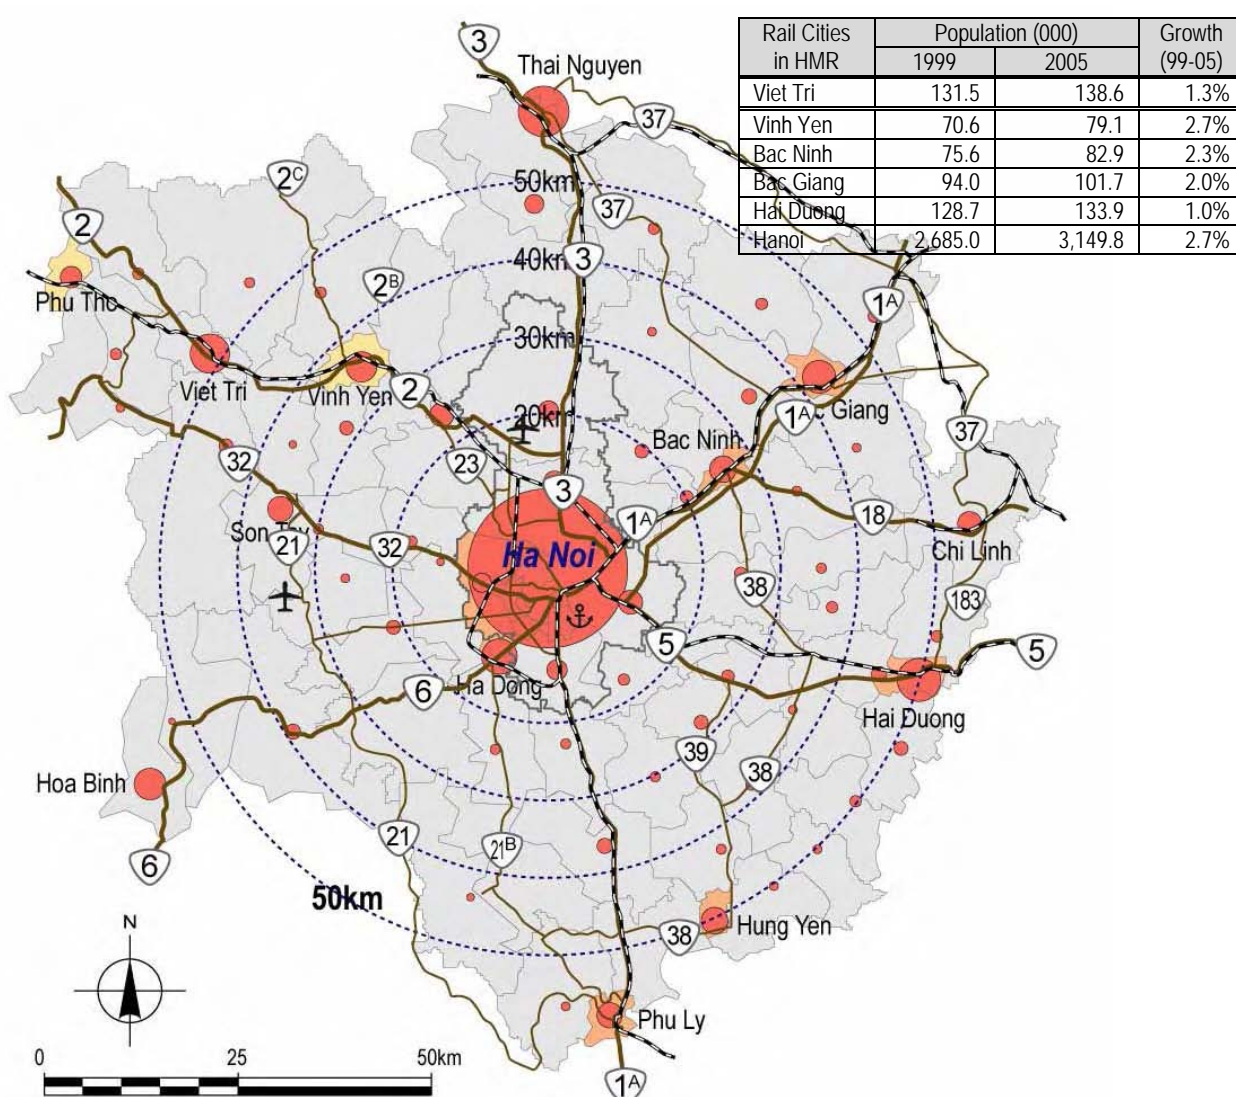 Rail Cities in HMR Population (000) Growth (99-05)
1999 2005
Viet Tri 131.5 138.6 1.3%
Vinh Yen 70.6 79.1 2.7%
Bac Ninh 75.6 82.9 2.3%
Bac Giang 94.0 101.7 2.0%
Hai Duong 128.7 133.9 1.0%
Hanoi 2,685.0 3,149.8 2.7%
3
Thai Nguyen
37
2C
50km
37
2
3
40km
2B
1A
Phu Tho
30km
Viet Tri
Vinh Yen
2
20km
1A
Giang
37
Bac Ninh
32
23
3
1A
18
Son Tay
21
32
Ha Noi
Chi Linh
38
183
5
5
6
Ha Dong
Hai Duong
39
38
Hoa Binh
21
21B
6
50km
38
Hung Yen
N
Phu Ly
0 25 50km
1A